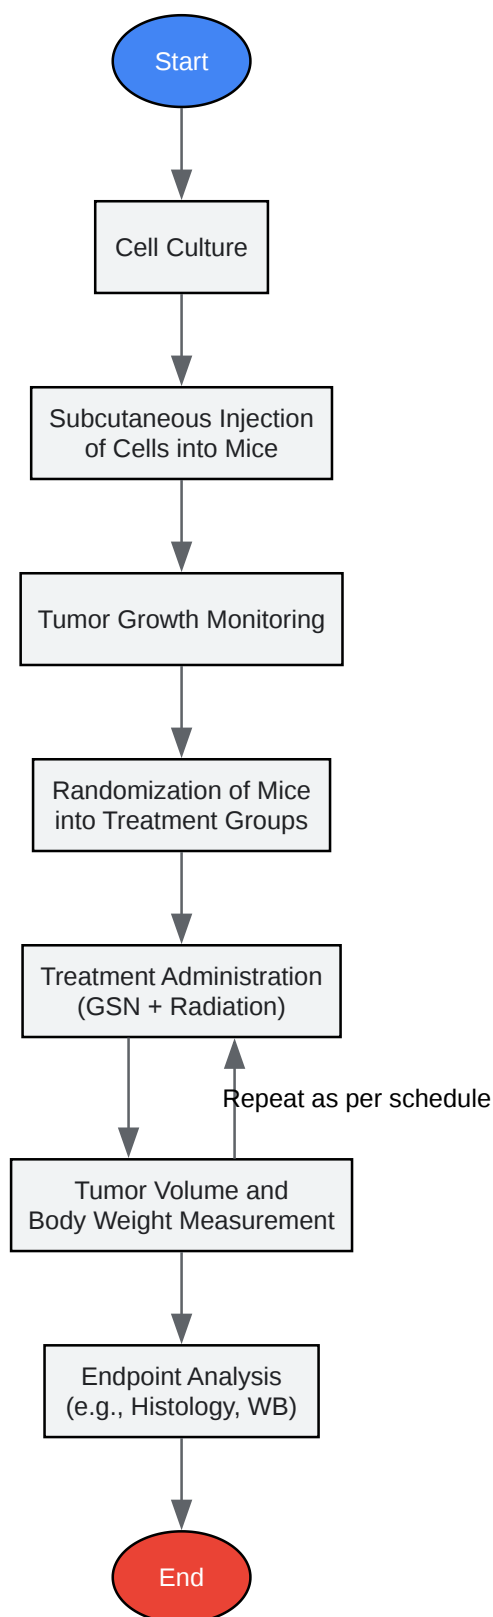 Start
Cell Culture
Subcutaneous Injection
of Cells into Mice
Tumor Growth Monitoring
Randomization of Mice
into Treatment Groups
Treatment Administration
(GSN + Radiation)
Repeat as per schedule
Tumor Volume and
Body Weight Measurement
Endpoint Analysis
(e.g., Histology, WB)
End